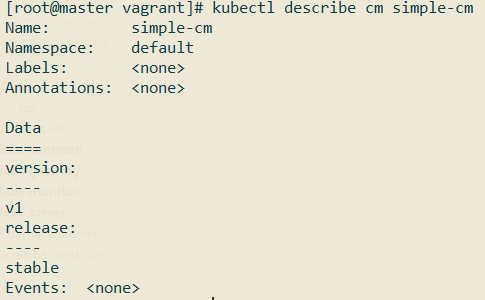 [root@master vagrant]# kubectl describe cm simple-cm
Name:         simple-cm
Namespace:    default
Labels:       <none>
Annotations:  <none>

Data
====
version:
----
v1
release:
----
stable
Events:  <none>